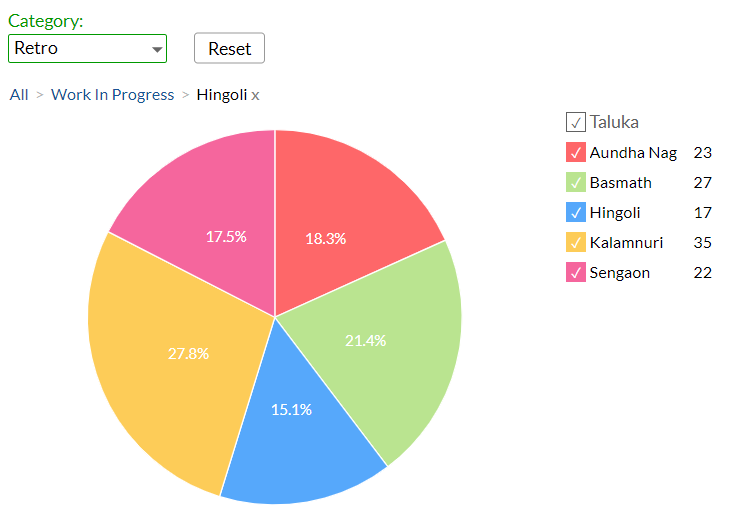 Category:
Retro
Reset
All > Work In Progress > Hingoli x
Taluka
Aundha Nag 23
Basmath 27
Hingoli 17
Kalamnuri 35
Sengaon 22
17.5%
18.3%
21.4%
27.8%
15.1%